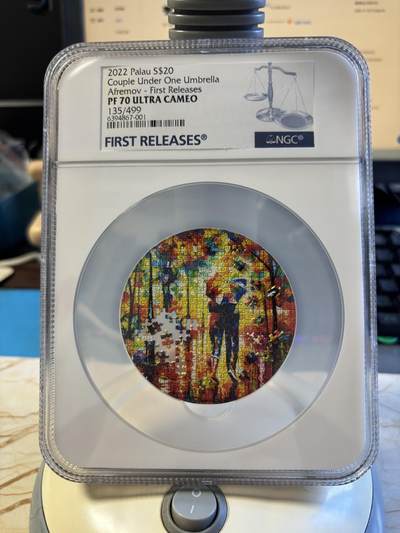 2022 Palau S$20
Couple Under One Umbrella
Afremov - First Releases
PF 70 ULTRA CAMEO
135/499
6394867-001
FIRST RELEASES®
NGC®